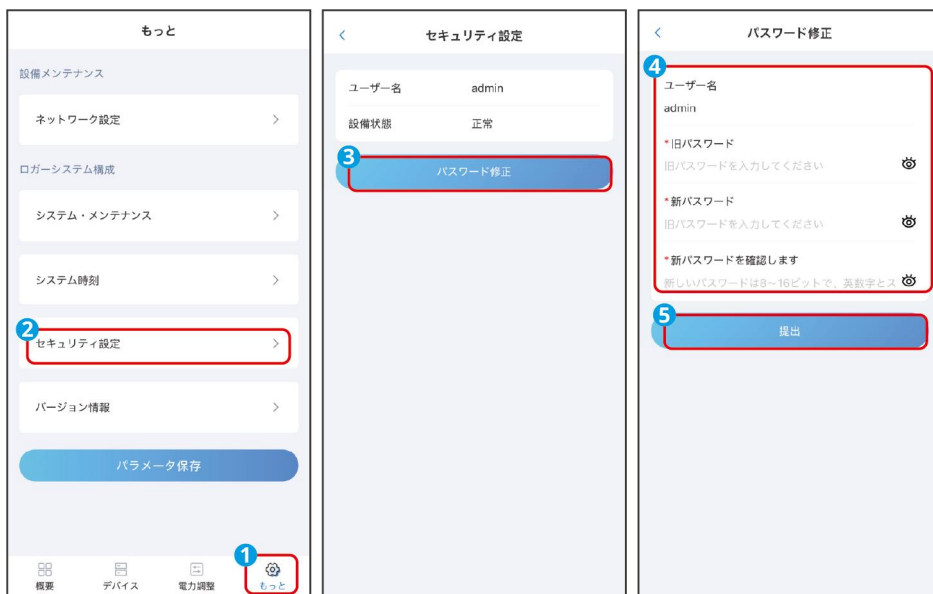 もっと
設備メンテナンス
ネットワーク設定
ロガーシステム構成
システム・メンテナンス
システム時刻
2
セキュリティ設定
バージョン情報
パラメータ保存
1
概要
デバイス
電力調整
もっと
セキュリティ設定
ユーザー名 admin
設備状態 正常
3
パスワード修正
パスワード修正
4
ユーザー名
admin
*旧パスワード
旧パスワードを入力してください
*新パスワード
旧パスワードを入力してください
*新パスワードを確認します
新しいパスワードは8~16ビットで、英数字とス
5
提出